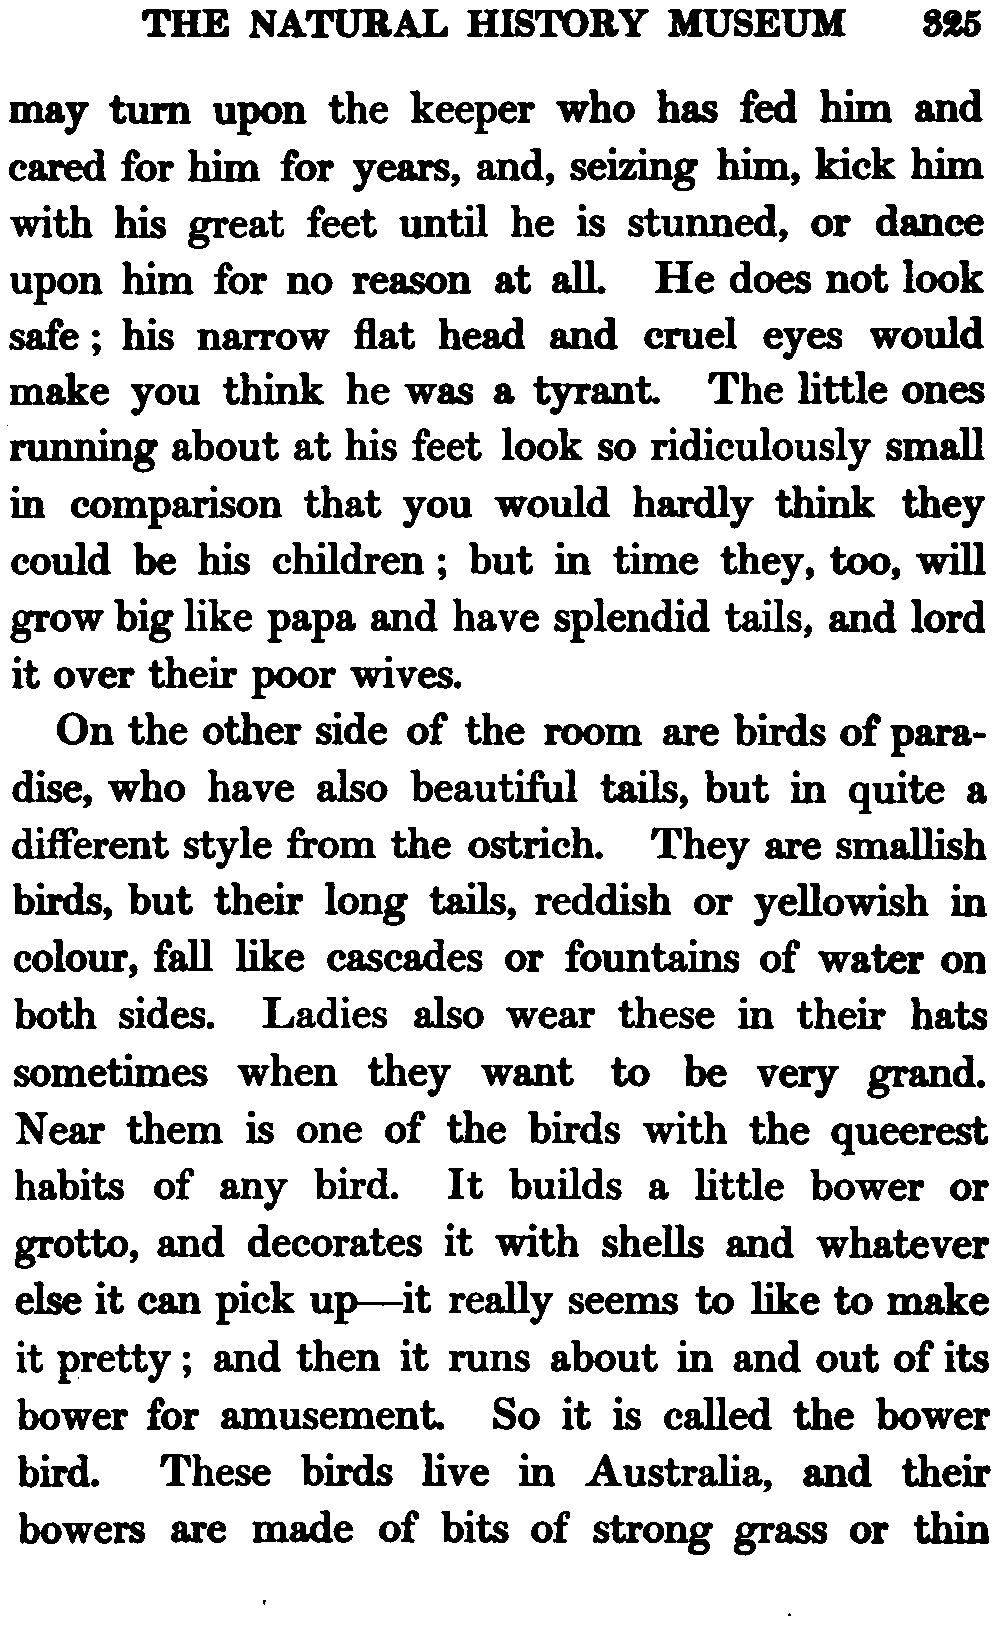 THE NATURAL HISTORY MUSEUM 325
may turn upon the keeper who has fed him and
cared for him for years, and, seizing him, kick him
with his great feet until he is stunned, or dance
upon him for no reason at all. He does not look
safe ; his narrow flat head and cruel eyes would
make you think he was a tyrant. The little ones
running about at his feet look so ridiculously small
in comparison that you would hardly think they
could be his children ; but in time they, too, will
grow big like papa and have splendid tails, and lord
it over their poor wives.
On the other side of the room are birds of para-
dise, who have also beautiful tails, but in quite a
different style from the ostrich. They are smallish
birds, but their long tails, reddish or yellowish in
colour, fall like cascades or fountains of water on
both sides. Ladies also wear these in their hats
sometimes when they want to be very grand.
Near them is one of the birds with the queerest
habits of any bird. It builds a little bower or
grotto, and decorates it with shells and whatever
else it can pick up—it really seems to like to make
it pretty ; and then it runs about in and out of its
bower for amusement. So it is called the bower
bird. These birds live in Australia, and their
bowers are made of bits of strong grass or thin